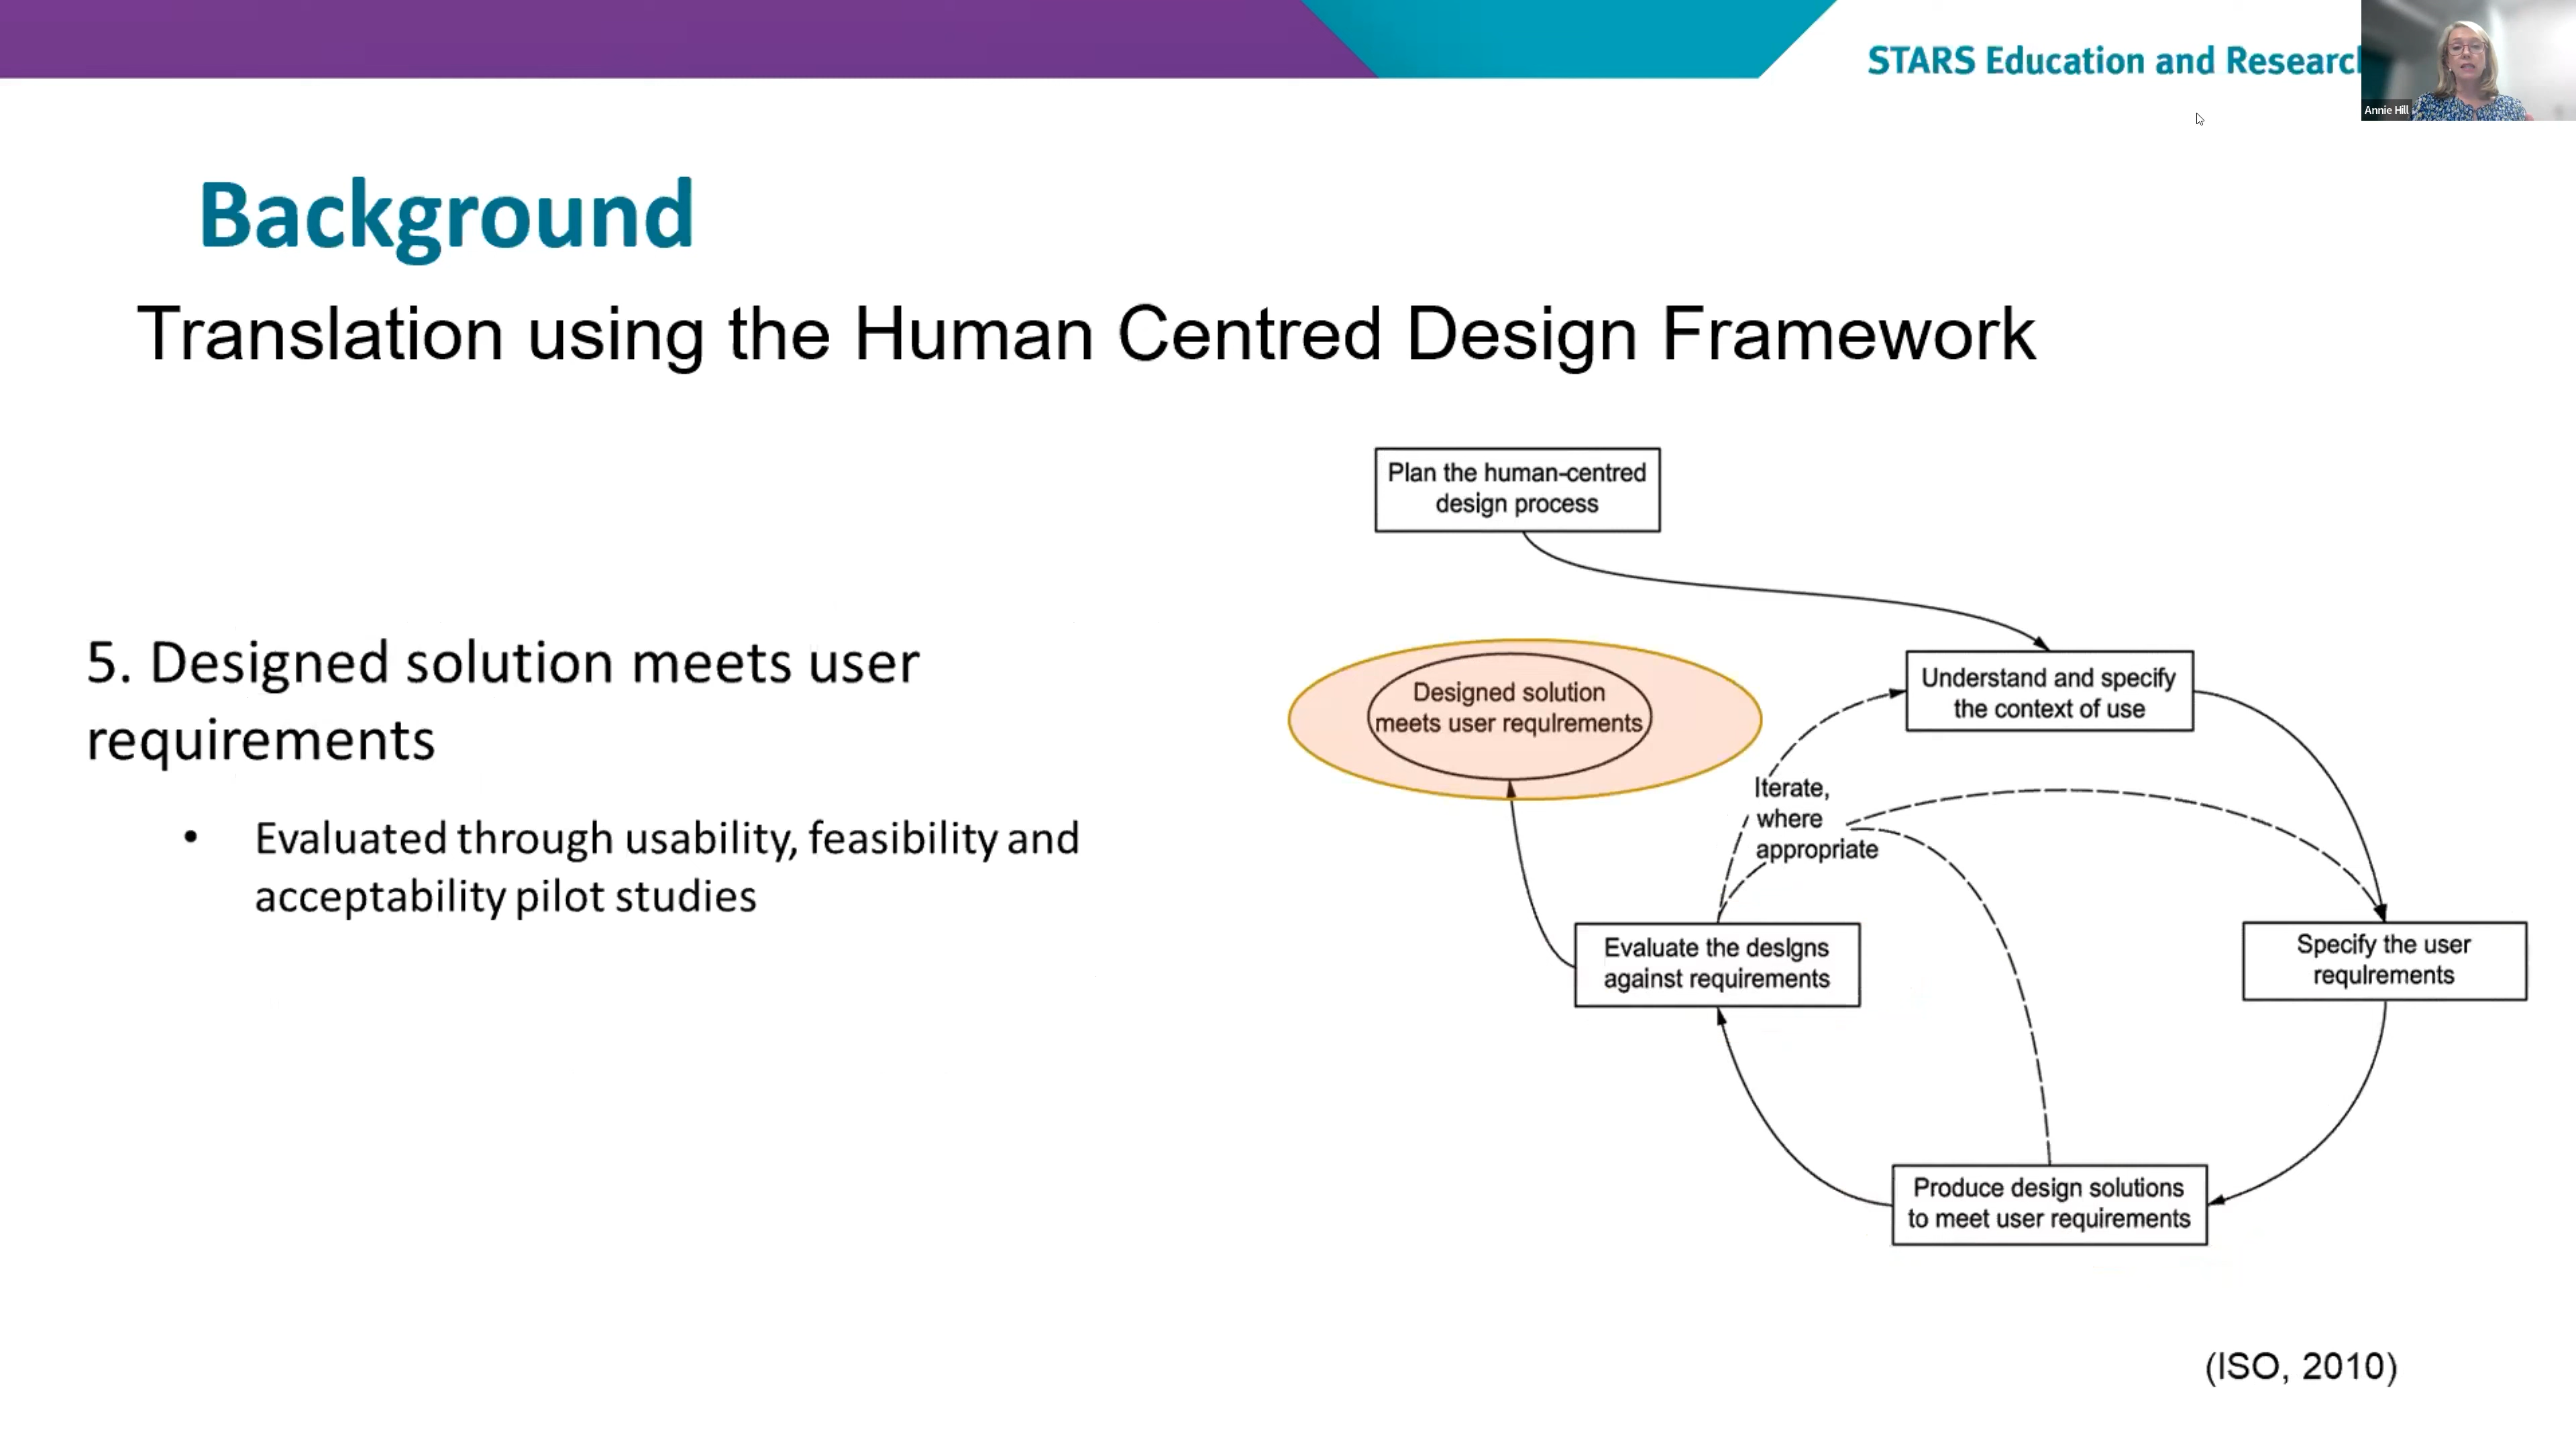 STARS Education and Research
Annie Hill
Background
Translation using the Human Centred Design Framework
5. Designed solution meets user
requirements
• Evaluated through usability, feasibility and
acceptability pilot studies
Plan the human-centred
design process
Designed solution
meets user requirements
Understand and specify
the context of use
Iterate,
where
appropriate
Evaluate the designs
against requirements
Specify the user
requirements
Produce design solutions
to meet user requirements
(ISO, 2010)